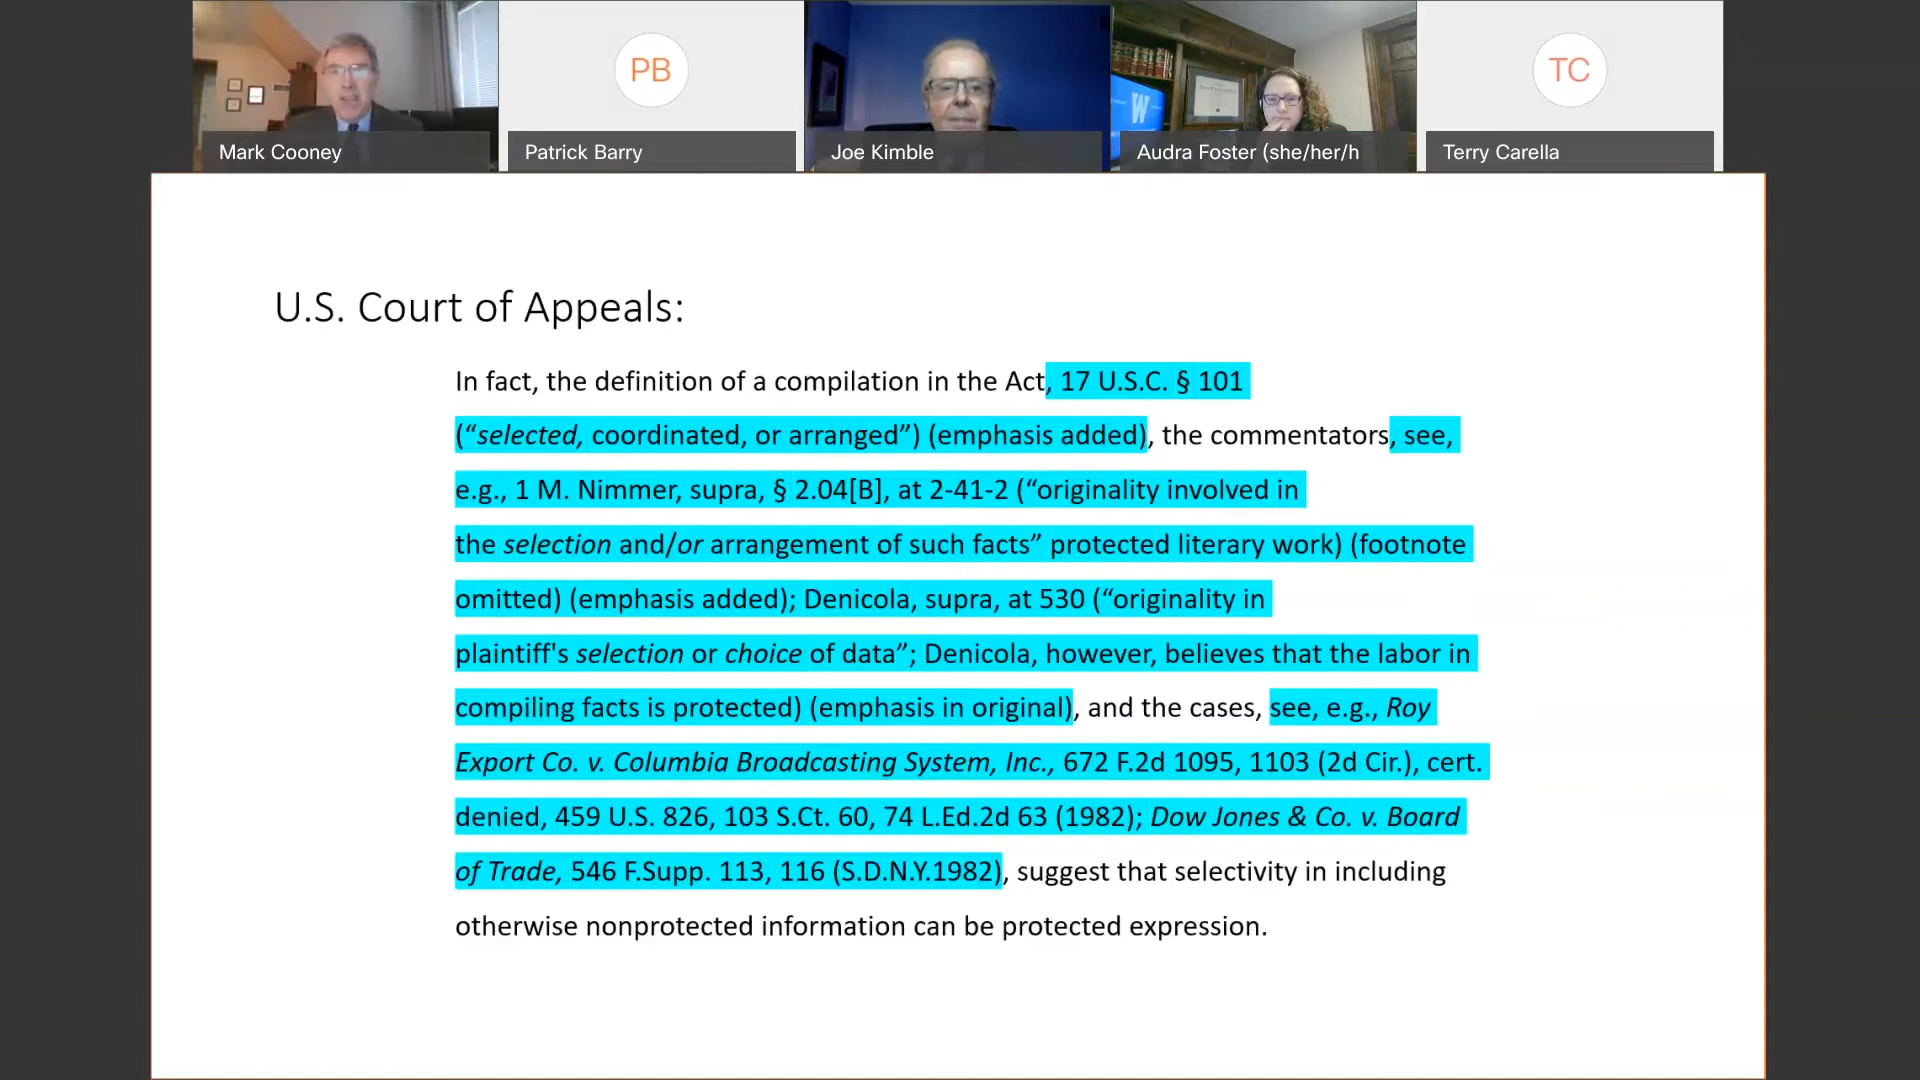 PB
TC
W
Mark Cooney
Patrick Barry
Joe Kimble
Audra Foster (she/her/h
Terry Carella
U.S. Court of Appeals:
In fact, the definition of a compilation in the Act, 17 U.S.C. § 101
(“selected, coordinated, or arranged”) (emphasis added), the commentators, see,
e.g., 1 M. Nimmer, supra, § 2.04[B], at 2-41-2 (“originality involved in
the selection and/or arrangement of such facts” protected literary work) (footnote
omitted) (emphasis added); Denicola, supra, at 530 (“originality in
plaintiff's selection or choice of data”; Denicola, however, believes that the labor in
compiling facts is protected) (emphasis in original), and the cases, see, e.g., Roy
Export Co. v. Columbia Broadcasting System, Inc., 672 F.2d 1095, 1103 (2d Cir.), cert.
denied, 459 U.S. 826, 103 S.Ct. 60, 74 L.Ed.2d 63 (1982); Dow Jones & Co. v. Board
of Trade, 546 F.Supp. 113, 116 (S.D.N.Y.1982), suggest that selectivity in including
otherwise nonprotected information can be protected expression.